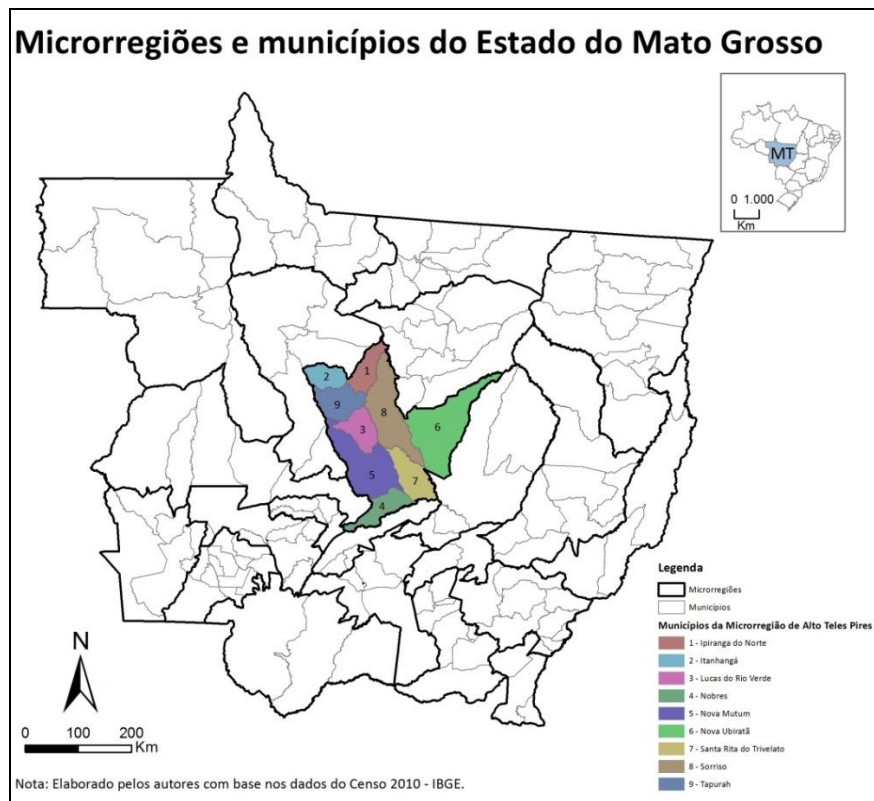 Microrregiões e municípios do Estado do Mato Grosso
MT
0 1.000
Km
1
2
9
8
3
6
5
7
4
Legenda
Microrregiões
Municípios
Municípios da Microrregião de Alto Teles Pires
1 - Ipiranga do Norte
2 - Itanhangá
3 - Lucas do Rio Verde
4 - Nobres
5 - Nova Mutum
6 - Nova Ubiratã
7 - Santa Rita do Trivelato
8 - Sorriso
9 - Tapurah
N
0 100 200
Km
Nota: Elaborado pelos autores com base nos dados do Censo 2010 - IBGE.